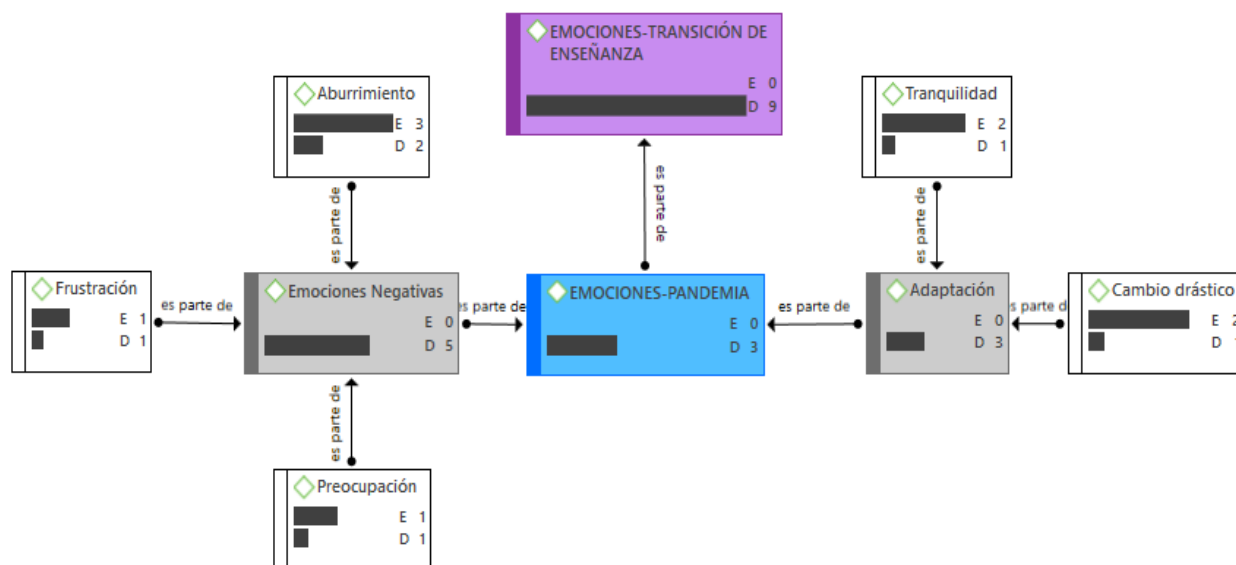 EMOCIONES-TRANSICIÓN DE
ENSEÑANZA
E 0
D 9
Aburrimiento
E 3
D 2
Tranquilidad
E 2
D 1
es parte de
es parte de
es parte de
Frustración
E 1
D 1
es parte de
Emociones Negativas
E 0
D 5
es parte de
EMOCIONES-PANDEMIA
E 0
D 3
es parte de
Adaptación
E 0
D 3
es parte de
Cambio drástico
E 2
D
es parte de
Preocupación
E 1
D 1